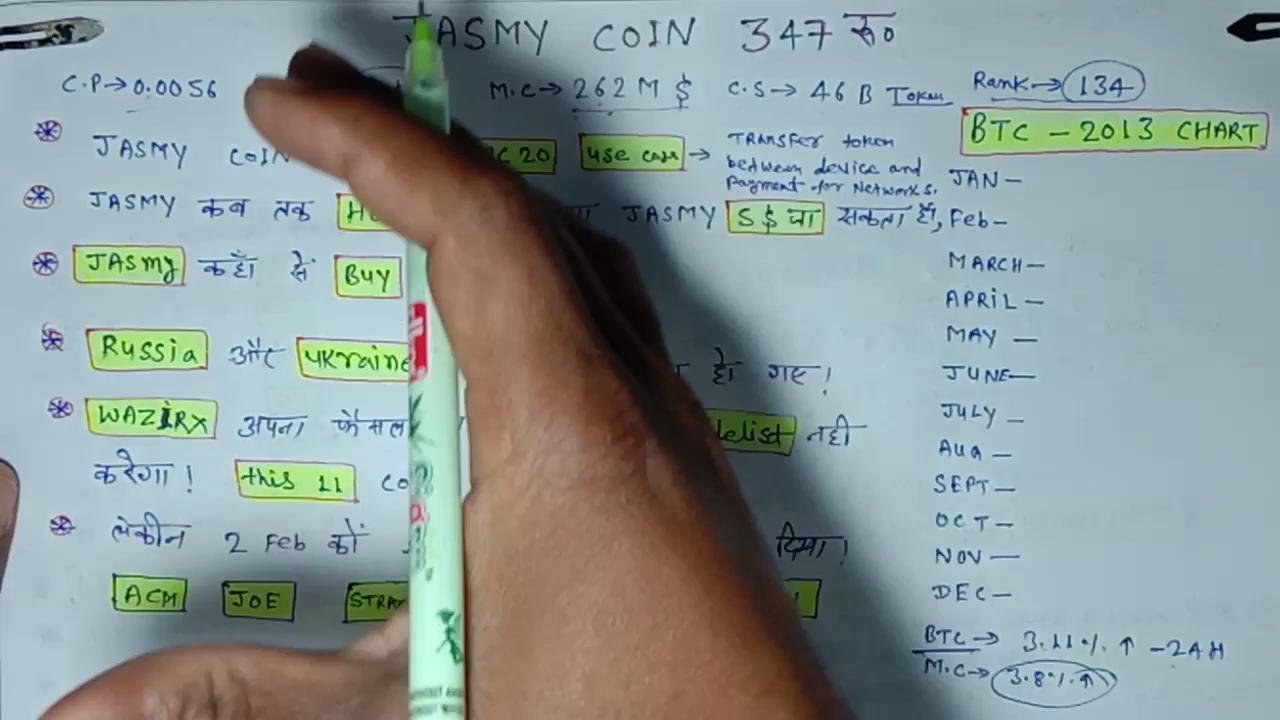 JASMY COIN 347 रू०
C.P→0.0056 M.C→262 M $ C.S→46 B Token Rank→134
BTC - 2013 CHART
JASMY COIN C 20 use case → TRANSFER token
between device and
Payment for Networks.
JASMY कब तक JASMY 5$ जा सकता है,
JASMY कहाँ से BUY
Russia और ukraine हो गए!
WAZIRX अपना delist नही
करेगा! this 11
लेकीन 2 Feb को दिया!
ACM JOE
JAN-
Feb-
MARCH-
APRIL-
MAY -
JUNE-
JULY -
AUG -
SEPT-
OCT-
NOV-
DEC-
BTC→ 3.11% ↑ -24H
M.C→ 3.8%↑